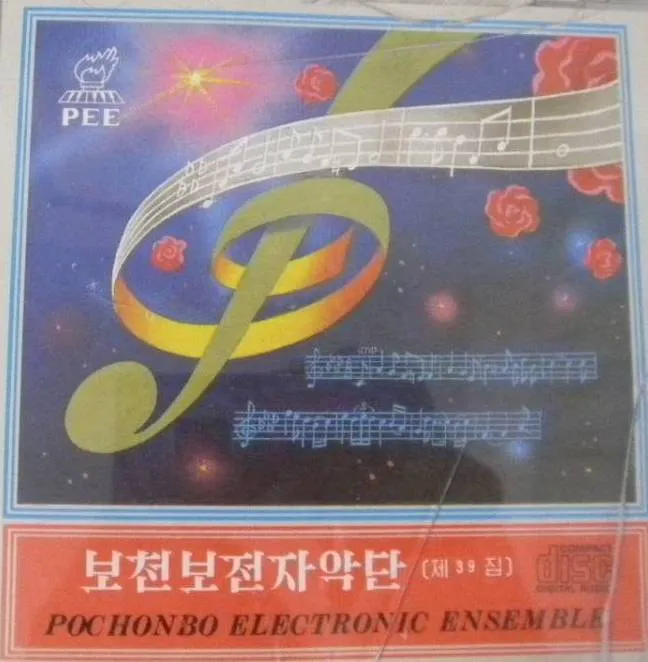 PEE
보천보전자악단 (제 39 집)
COMPACT
disc
DIGITAL AUDIO
POCHONBO ELECTRONIC ENSEMBLE